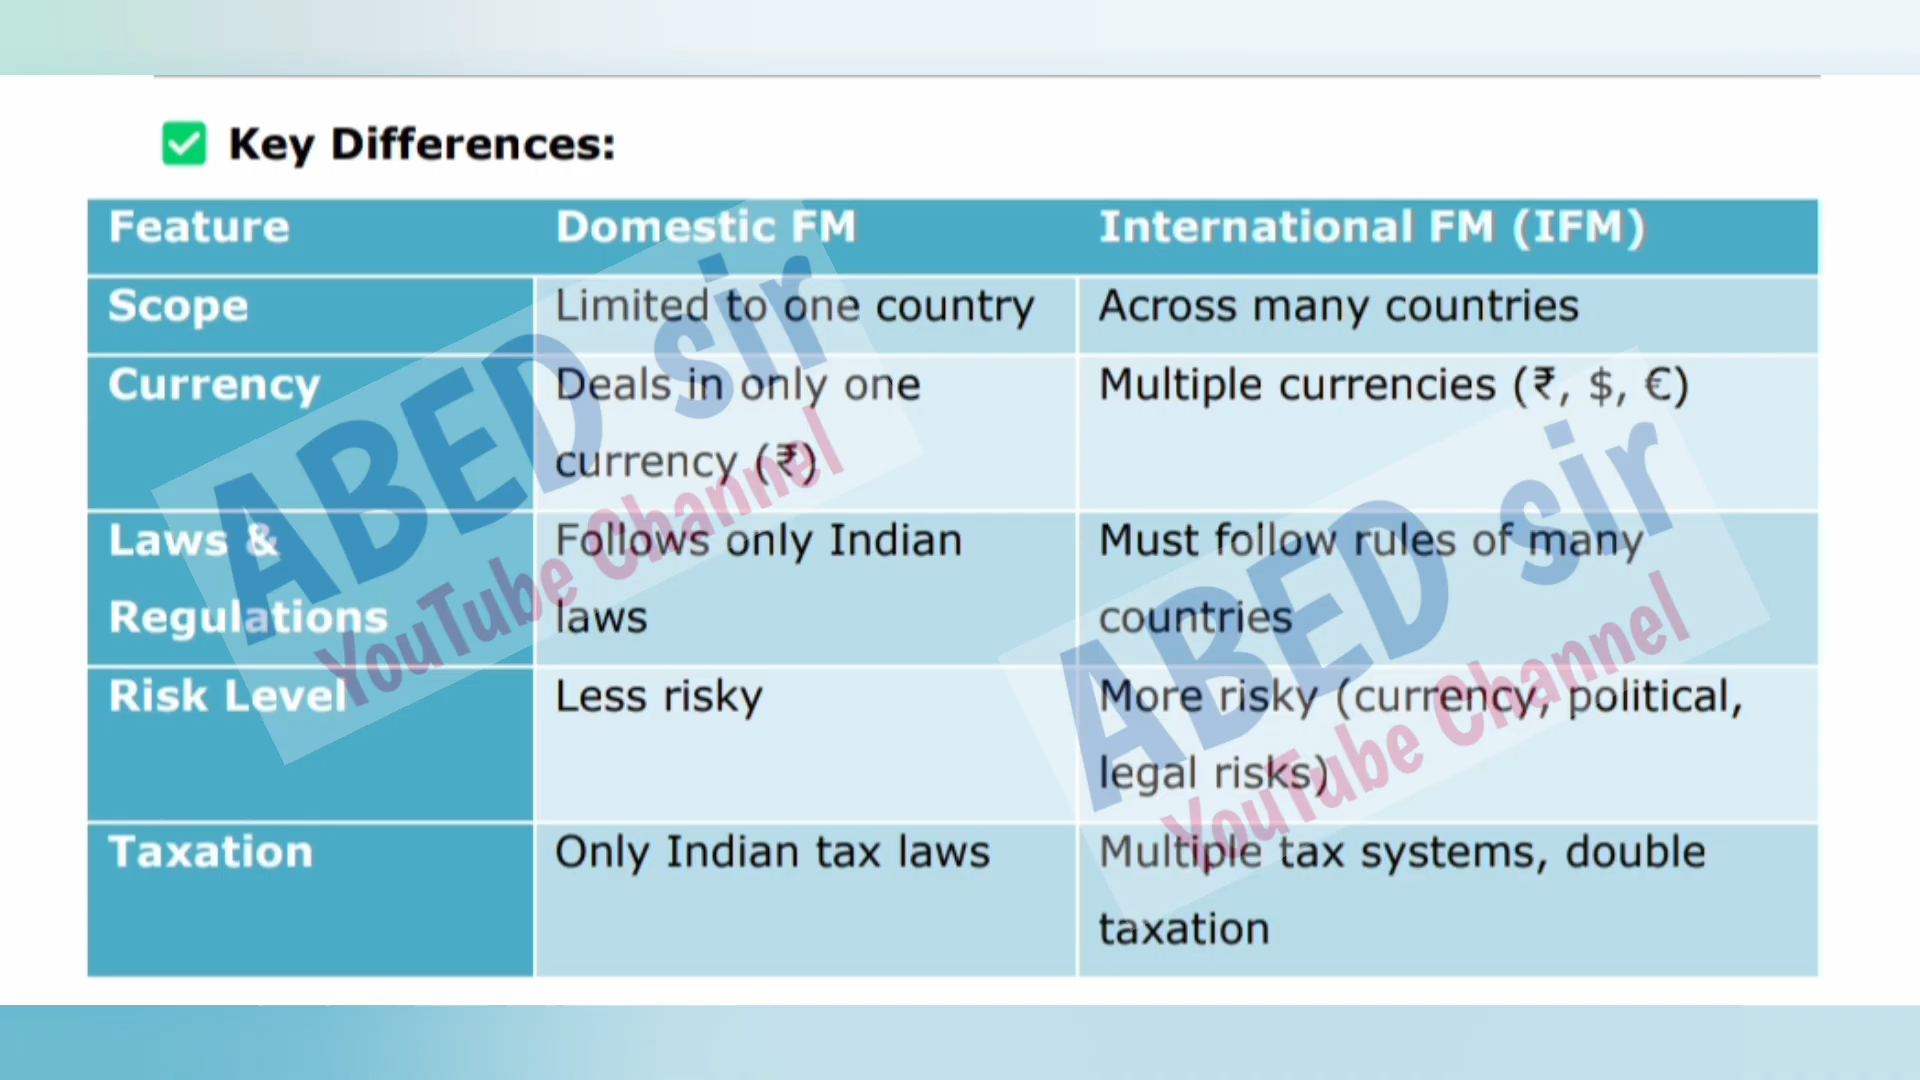 ✅ Key Differences:
Feature Domestic FM International FM (IFM)
Scope Limited to one country Across many countries
Currency Deals in only one Multiple currencies (₹, $, €)
currency (₹)
Laws & Follows only Indian Must follow rules of many
Regulations laws countries
Risk Level Less risky More risky (currency, political,
legal risks)
Taxation Only Indian tax laws Multiple tax systems, double
taxation
ABED sir
YouTube Channel
ABED sir
YouTube Channel